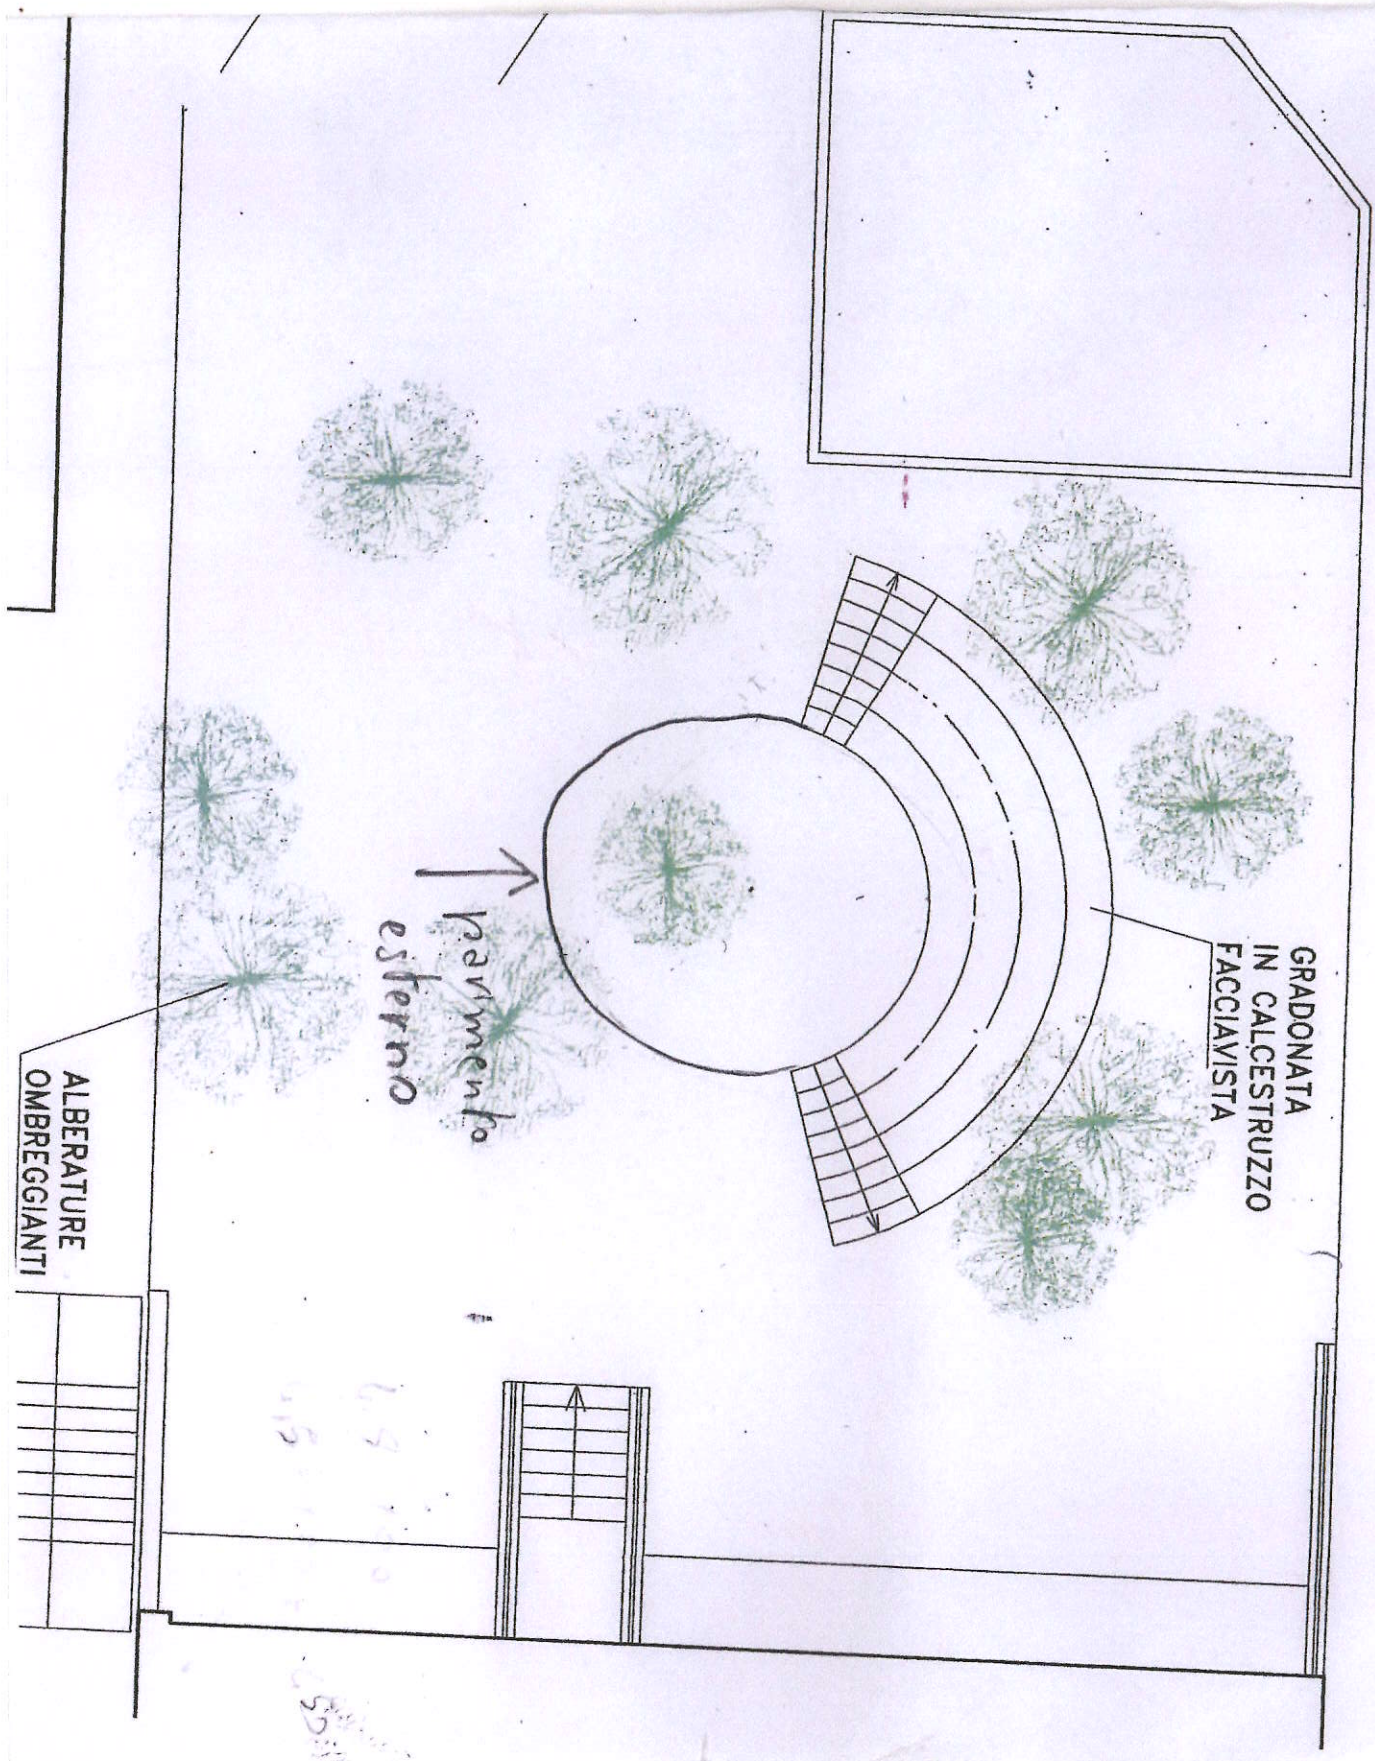 GRADONATA
IN CALCESTRUZZO
FACCIAVISTA
pavimento
esterno
ALBERATURE
OMBREGGIANTI